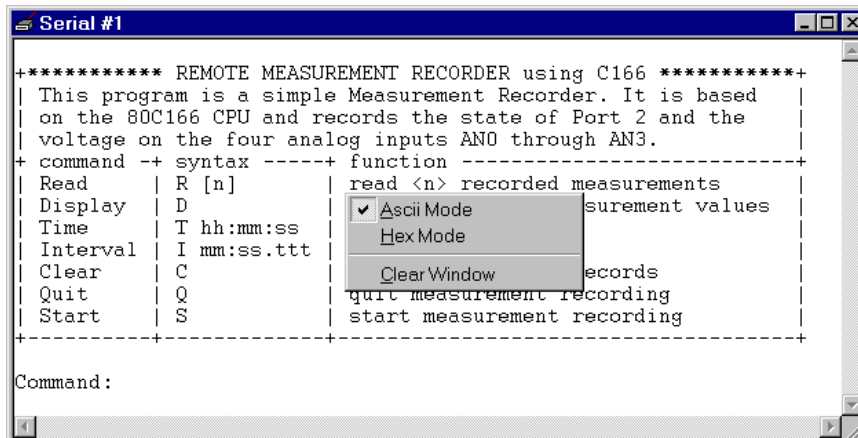 Serial #1
+*********** REMOTE MEASUREMENT RECORDER using C166 ***********+
| This program is a simple Measurement Recorder. It is based |
| on the 80C166 CPU and records the state of Port 2 and the |
| voltage on the four analog inputs AN0 through AN3. |
+ command -+ syntax -----+ function --------------------------+
| Read | R [n] | read <n> recorded measurements |
| Display | D | surement values |
| Time | T hh:mm:ss | |
| Interval | I mm:ss.ttt | |
| Clear | C | ecords |
| Quit | Q | quit measurement recording |
| Start | S | start measurement recording |
+----------+-------------+------------------------------------+
Command:
Ascii Mode
Hex Mode
Clear Window